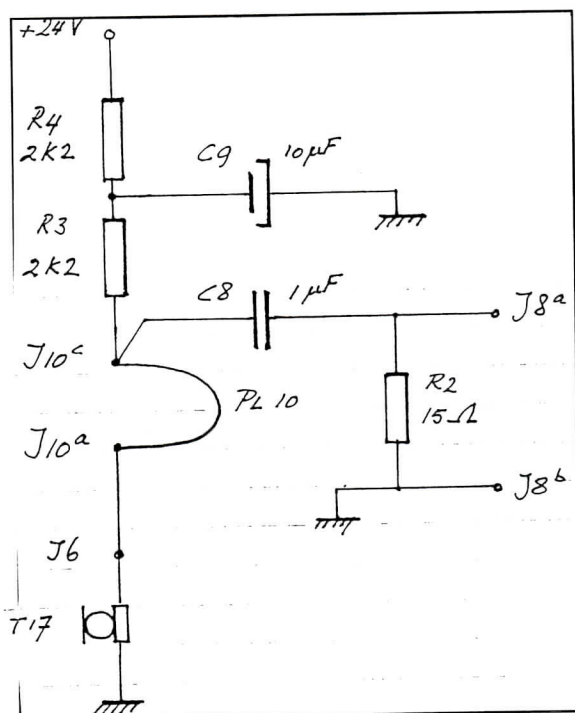 +24V
R4
2K2
C9 10µF
R3
2K2
C8 1µF
J8a
J10c
PL 10
R2
15Ω
J10a
J8b
J6
T17